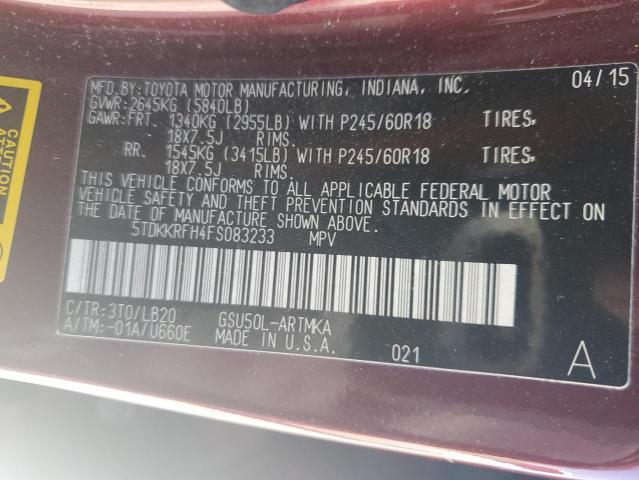 MFD.BY:TOYOTA MOTOR MANUFACTURING, INDIANA, INC. 04/15
GVWR:2645KG (5840LB)
GAWR:FRT. 1340KG (2955LB) WITH P245/60R18 TIRES,
18X7.5J RIMS.
RR. 1545KG (3415LB) WITH P245/60R18 TIRES,
18X7.5J RIMS.
THIS VEHICLE CONFORMS TO ALL APPLICABLE FEDERAL MOTOR
VEHICLE SAFETY AND THEFT PREVENTION STANDARDS IN EFFECT ON
THE DATE OF MANUFACTURE SHOWN ABOVE.
5TDKKRFH4FS083233 MPV
C/TR:3T0/LB20 GSU50L-ARTMKA
A/TM:-01A/U660E MADE IN U.S.A.
021 A
CAUTION